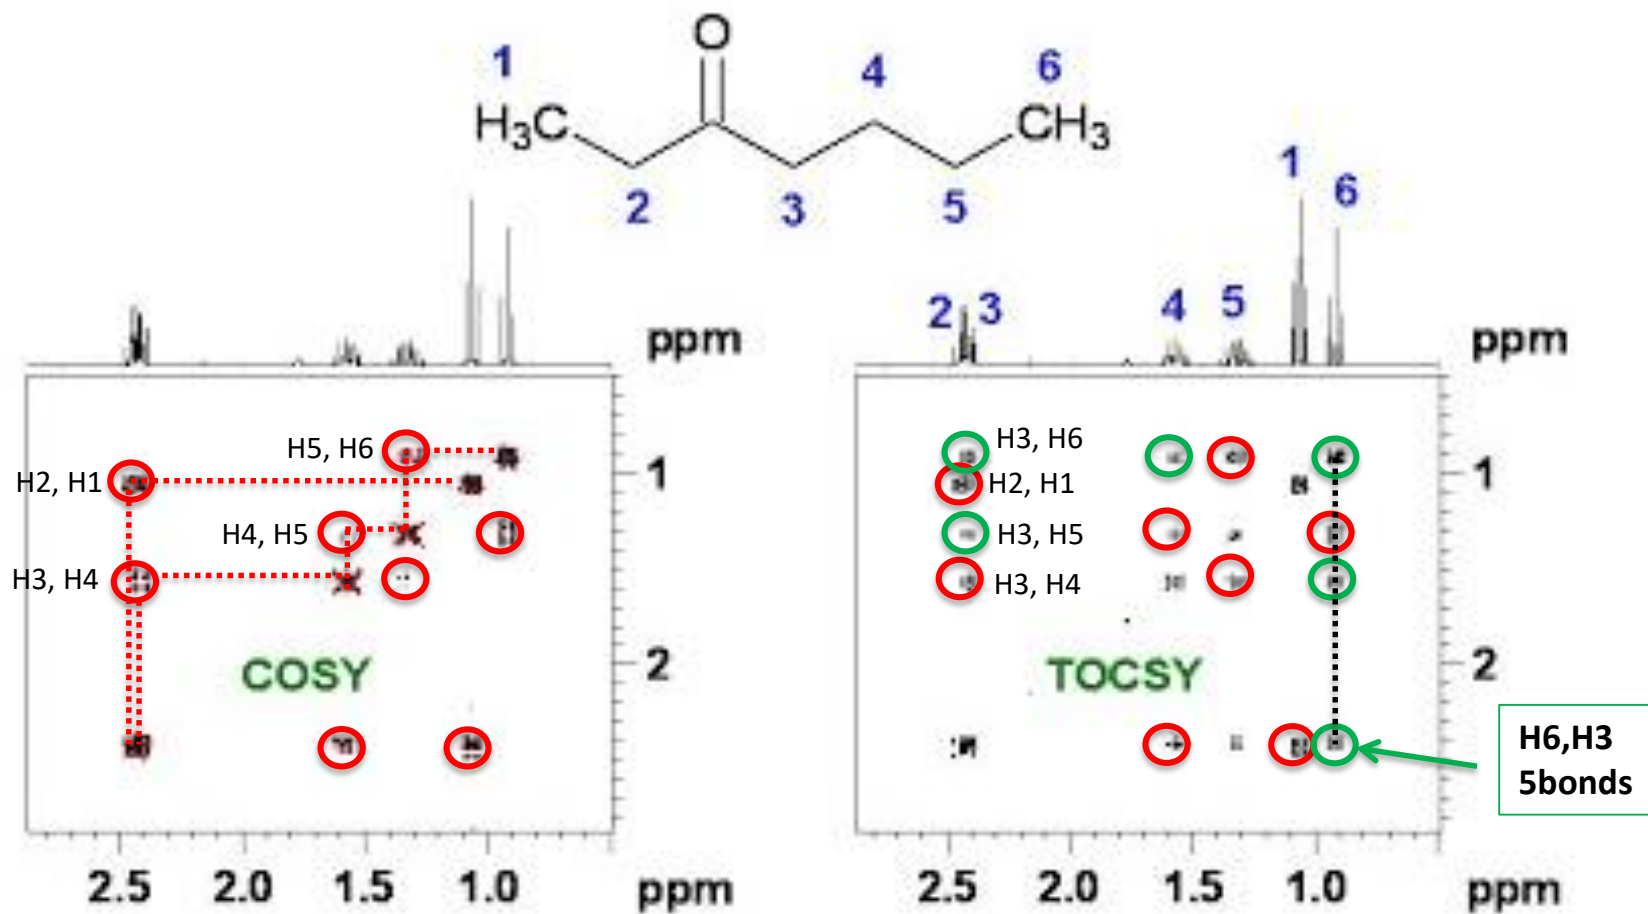 O
1
4
6
H₃C
CH₃
2
3
5
1
6
2
3
4
5
ppm
ppm
H5, H6
H2, H1
H4, H5
H3, H4
COSY
1
2
2.5
2.0
1.5
1.0
ppm
H3, H6
H2, H1
H3, H5
H3, H4
TOCSY
1
2
H6,H3
5bonds
2.5
2.0
1.5
1.0
ppm